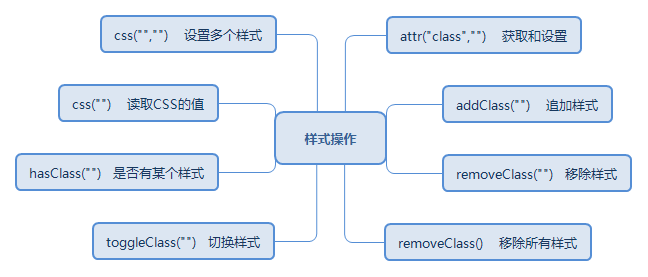 css("","") 设置多个样式
attr("class","") 获取和设置
css("") 读取CSS的值
addClass("") 追加样式
样式操作
hasClass("") 是否有某个样式
removeClass("") 移除样式
toggleClass("") 切换样式
removeClass() 移除所有样式